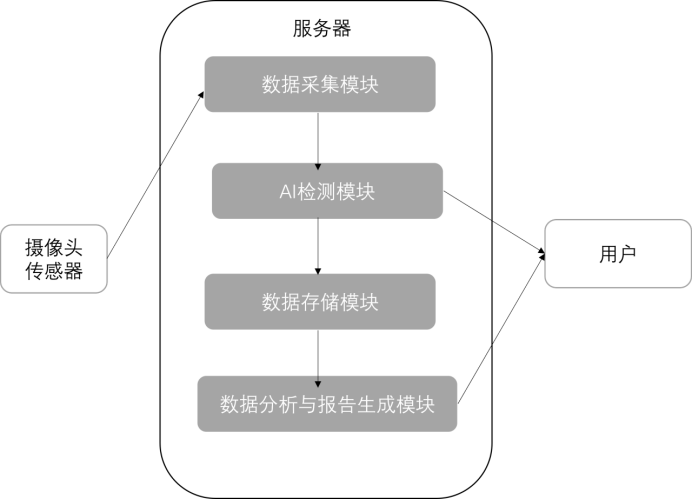 服务器
数据采集模块
AI检测模块
摄像头
传感器
用户
数据存储模块
数据分析与报告生成模块